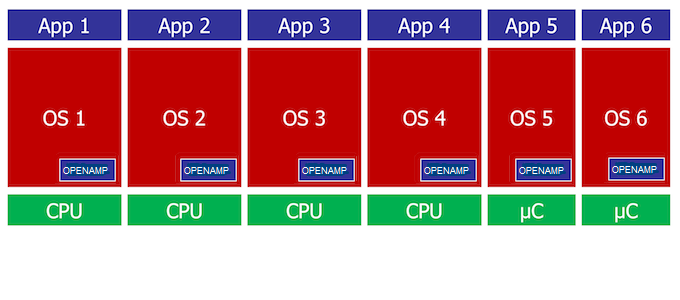 App 1 App 2 App 3 App 4 App 5 App 6
OS 1 OS 2 OS 3 OS 4 OS 5 OS 6
OPENAMP OPENAMP OPENAMP OPENAMP OPENAMP OPENAMP
CPU CPU CPU CPU µC µC